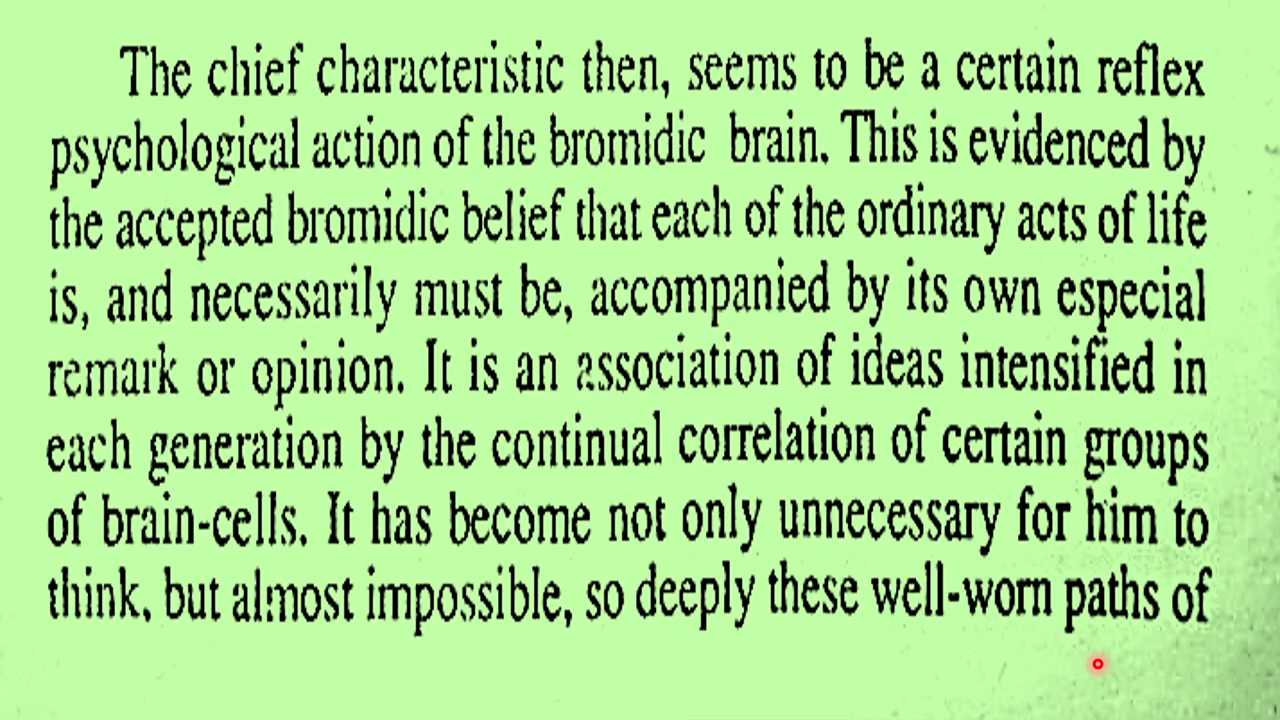 The chief characteristic then, seems to be a certain reflex
psychological action of the bromidic brain. This is evidenced by
the accepted bromidic belief that each of the ordinary acts of life
is, and necessarily must be, accompanied by its own especial
remark or opinion. It is an association of ideas intensified in
each generation by the continual correlation of certain groups
of brain-cells. It has become not only unnecessary for him to
think, but almost impossible, so deeply these well-worn paths of